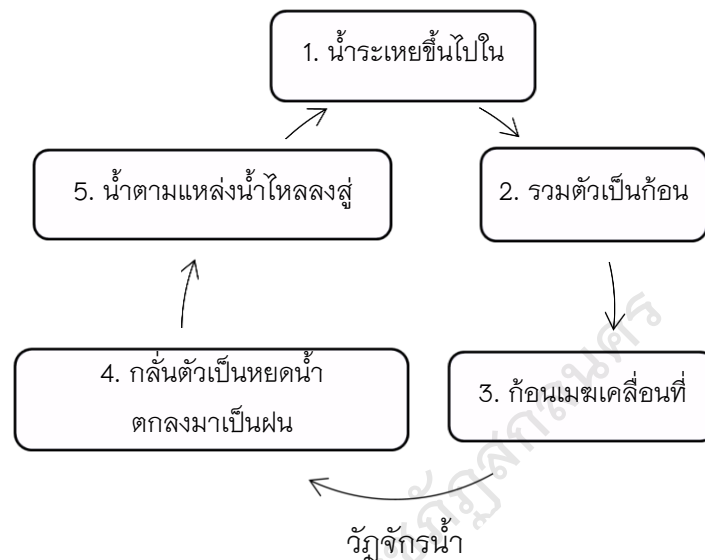 1. น้ำระเหยขึ้นไปใน
2. รวมตัวเป็นก้อน
3. ก้อนเมฆเคลื่อนที่
4. กลั่นตัวเป็นหยดน้ำ
ตกลงมาเป็นฝน
5. น้ำตามแหล่งน้ำไหลลงสู่
วัฏจักรน้ำ